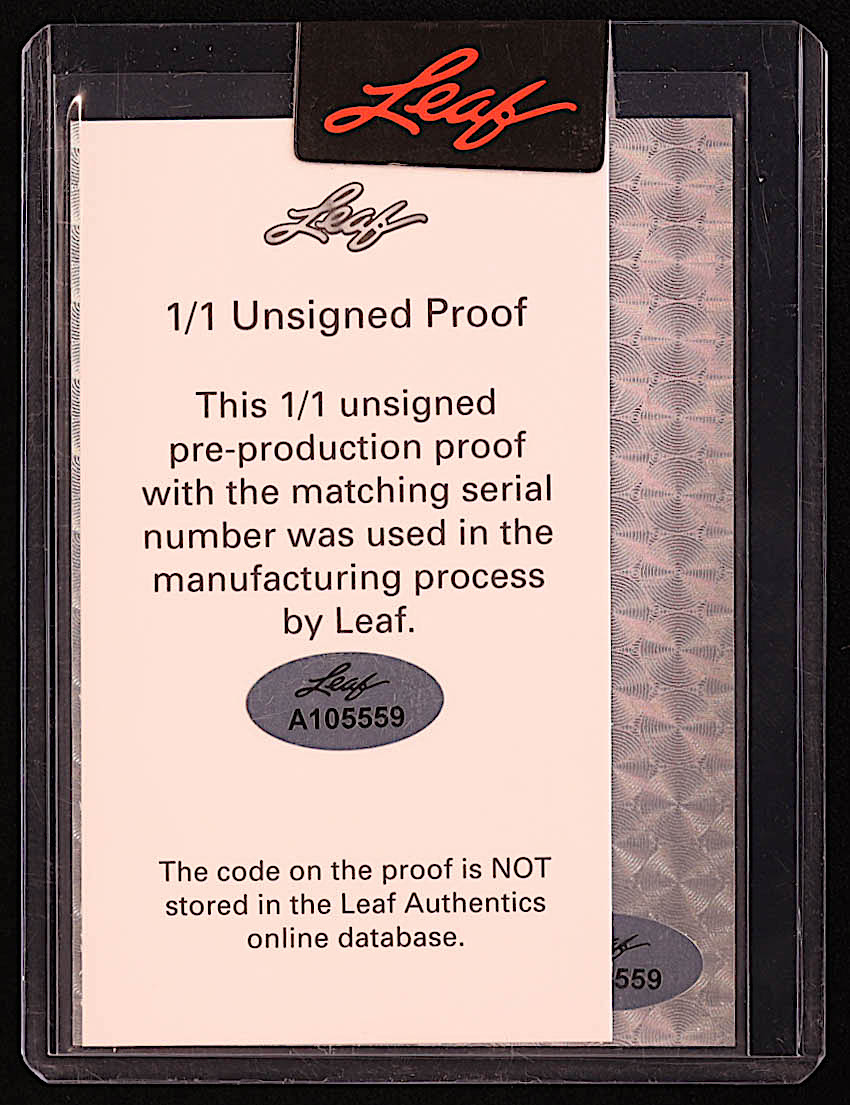 Leaf
Leaf
1/1 Unsigned Proof
This 1/1 unsigned
pre-production proof
with the matching serial
number was used in the
manufacturing process
by Leaf.
Leaf
A105559
The code on the proof is NOT
stored in the Leaf Authentics
online database.
559